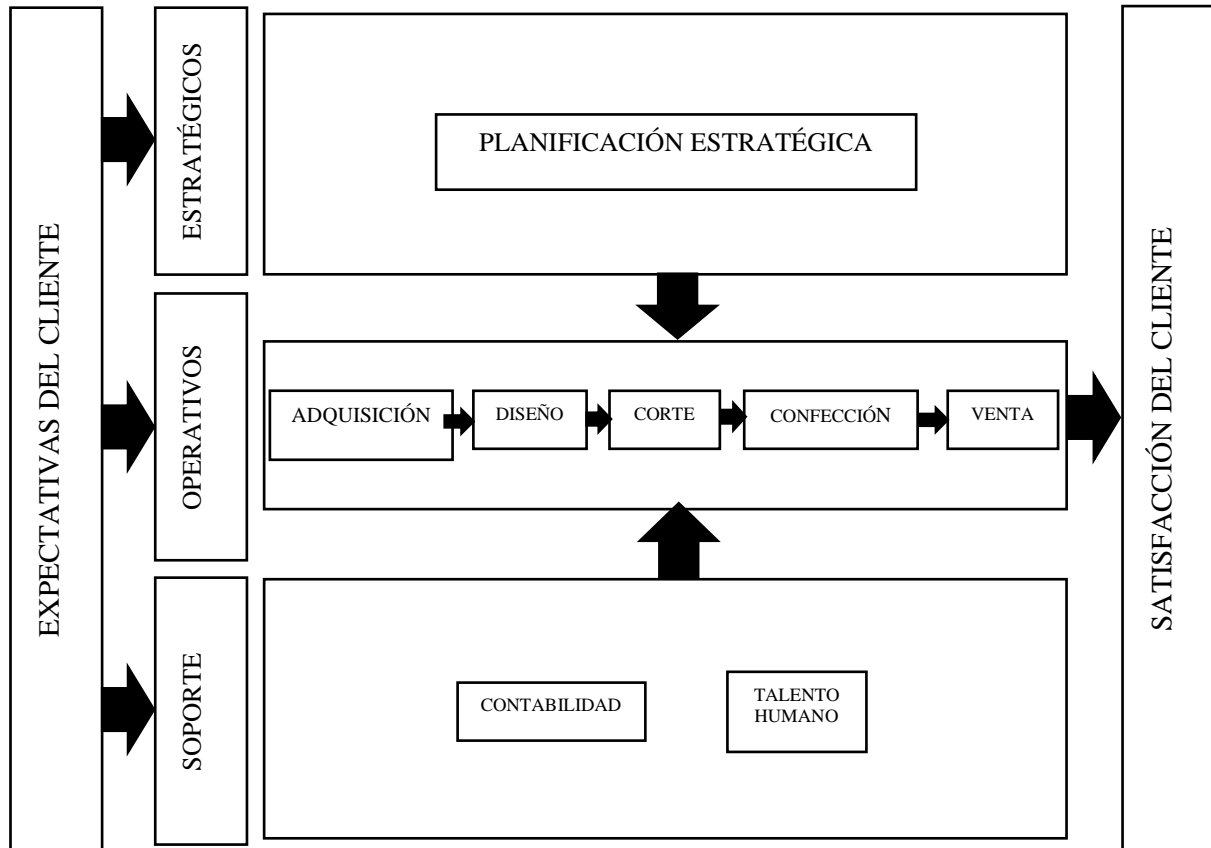 EXPECTATIVAS DEL CLIENTE
ESTRATÉGICOS
PLANIFICACIÓN ESTRATÉGICA
OPERATIVOS
ADQUISICIÓN
DISEÑO
CORTE
CONFECCIÓN
VENTA
SOPORTE
CONTABILIDAD
TALENTO
HUMANO
SATISFACCIÓN DEL CLIENTE